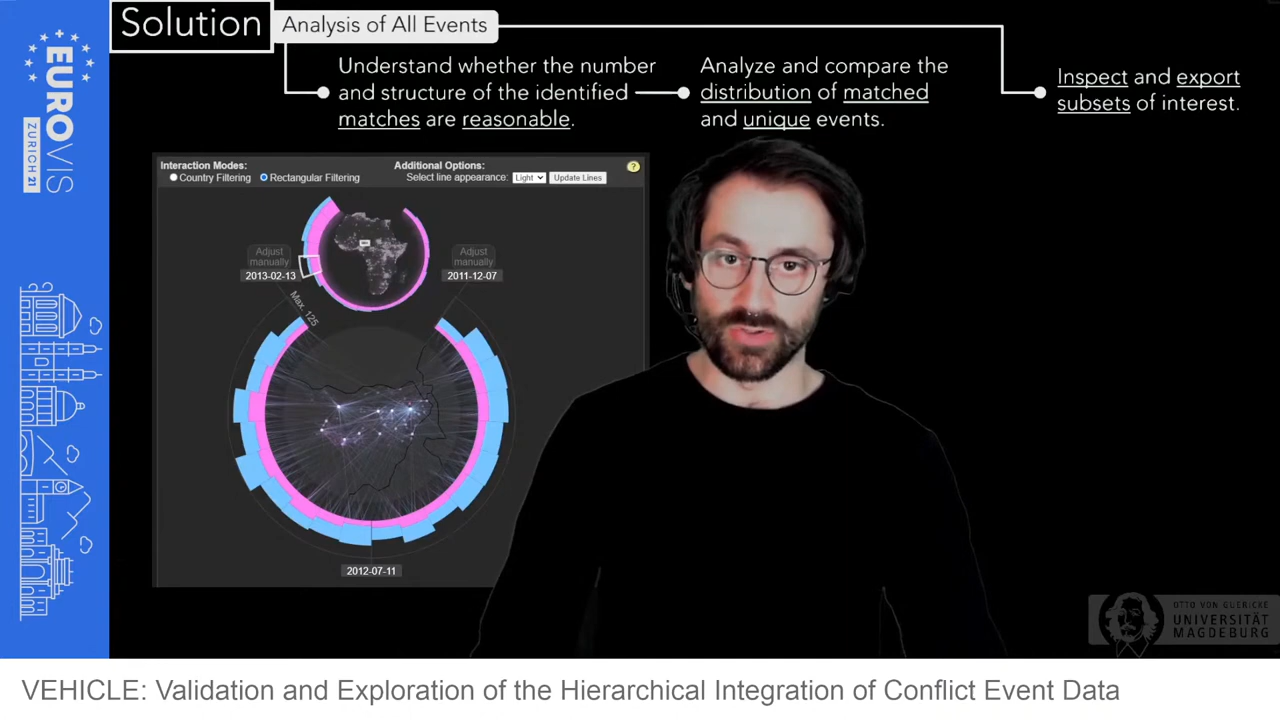 Solution
Analysis of All Events
Understand whether the number
and structure of the identified
matches are reasonable.
Analyze and compare the
distribution of matched
and unique events.
Inspect and export
subsets of interest.
EUROVIS
ZURICH 21
Interaction Modes:
Country Filtering
Rectangular Filtering
Additional Options:
Select line appearance:
Light
Update Lines
?
Adjust
manually
2013-02-13
Adjust
manually
2011-12-07
Max. 125
2012-07-11
OTTO VON GUERICKE
UNIVERSITÄT
MAGDEBURG
VEHICLE: Validation and Exploration of the Hierarchical Integration of Conflict Event Data